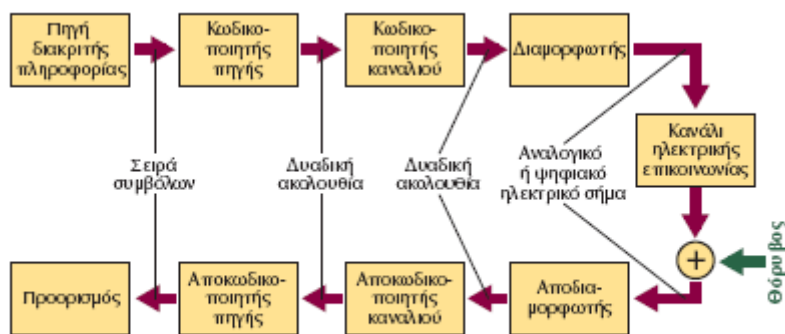 Πηγή
διακριτής
πληροφορίας
Κωδικο-
ποιητής
πηγής
Κωδικο-
ποιητής
καναλιού
Διαμορφωτής
Κανάλι
ηλεκτρικής
επικοινωνίας
Σειρά
συμβόλων
Δυαδική
ακολουθία
Δυαδική
ακολουθία
Αναλογικό
ή ψηφιακό
ηλεκτρικό σήμα
+
Θόρυβος
Προορισμός
Αποκωδικο-
ποιητής
πηγής
Αποκωδικο-
ποιητής
καναλιού
Αποδια-
μορφωτής